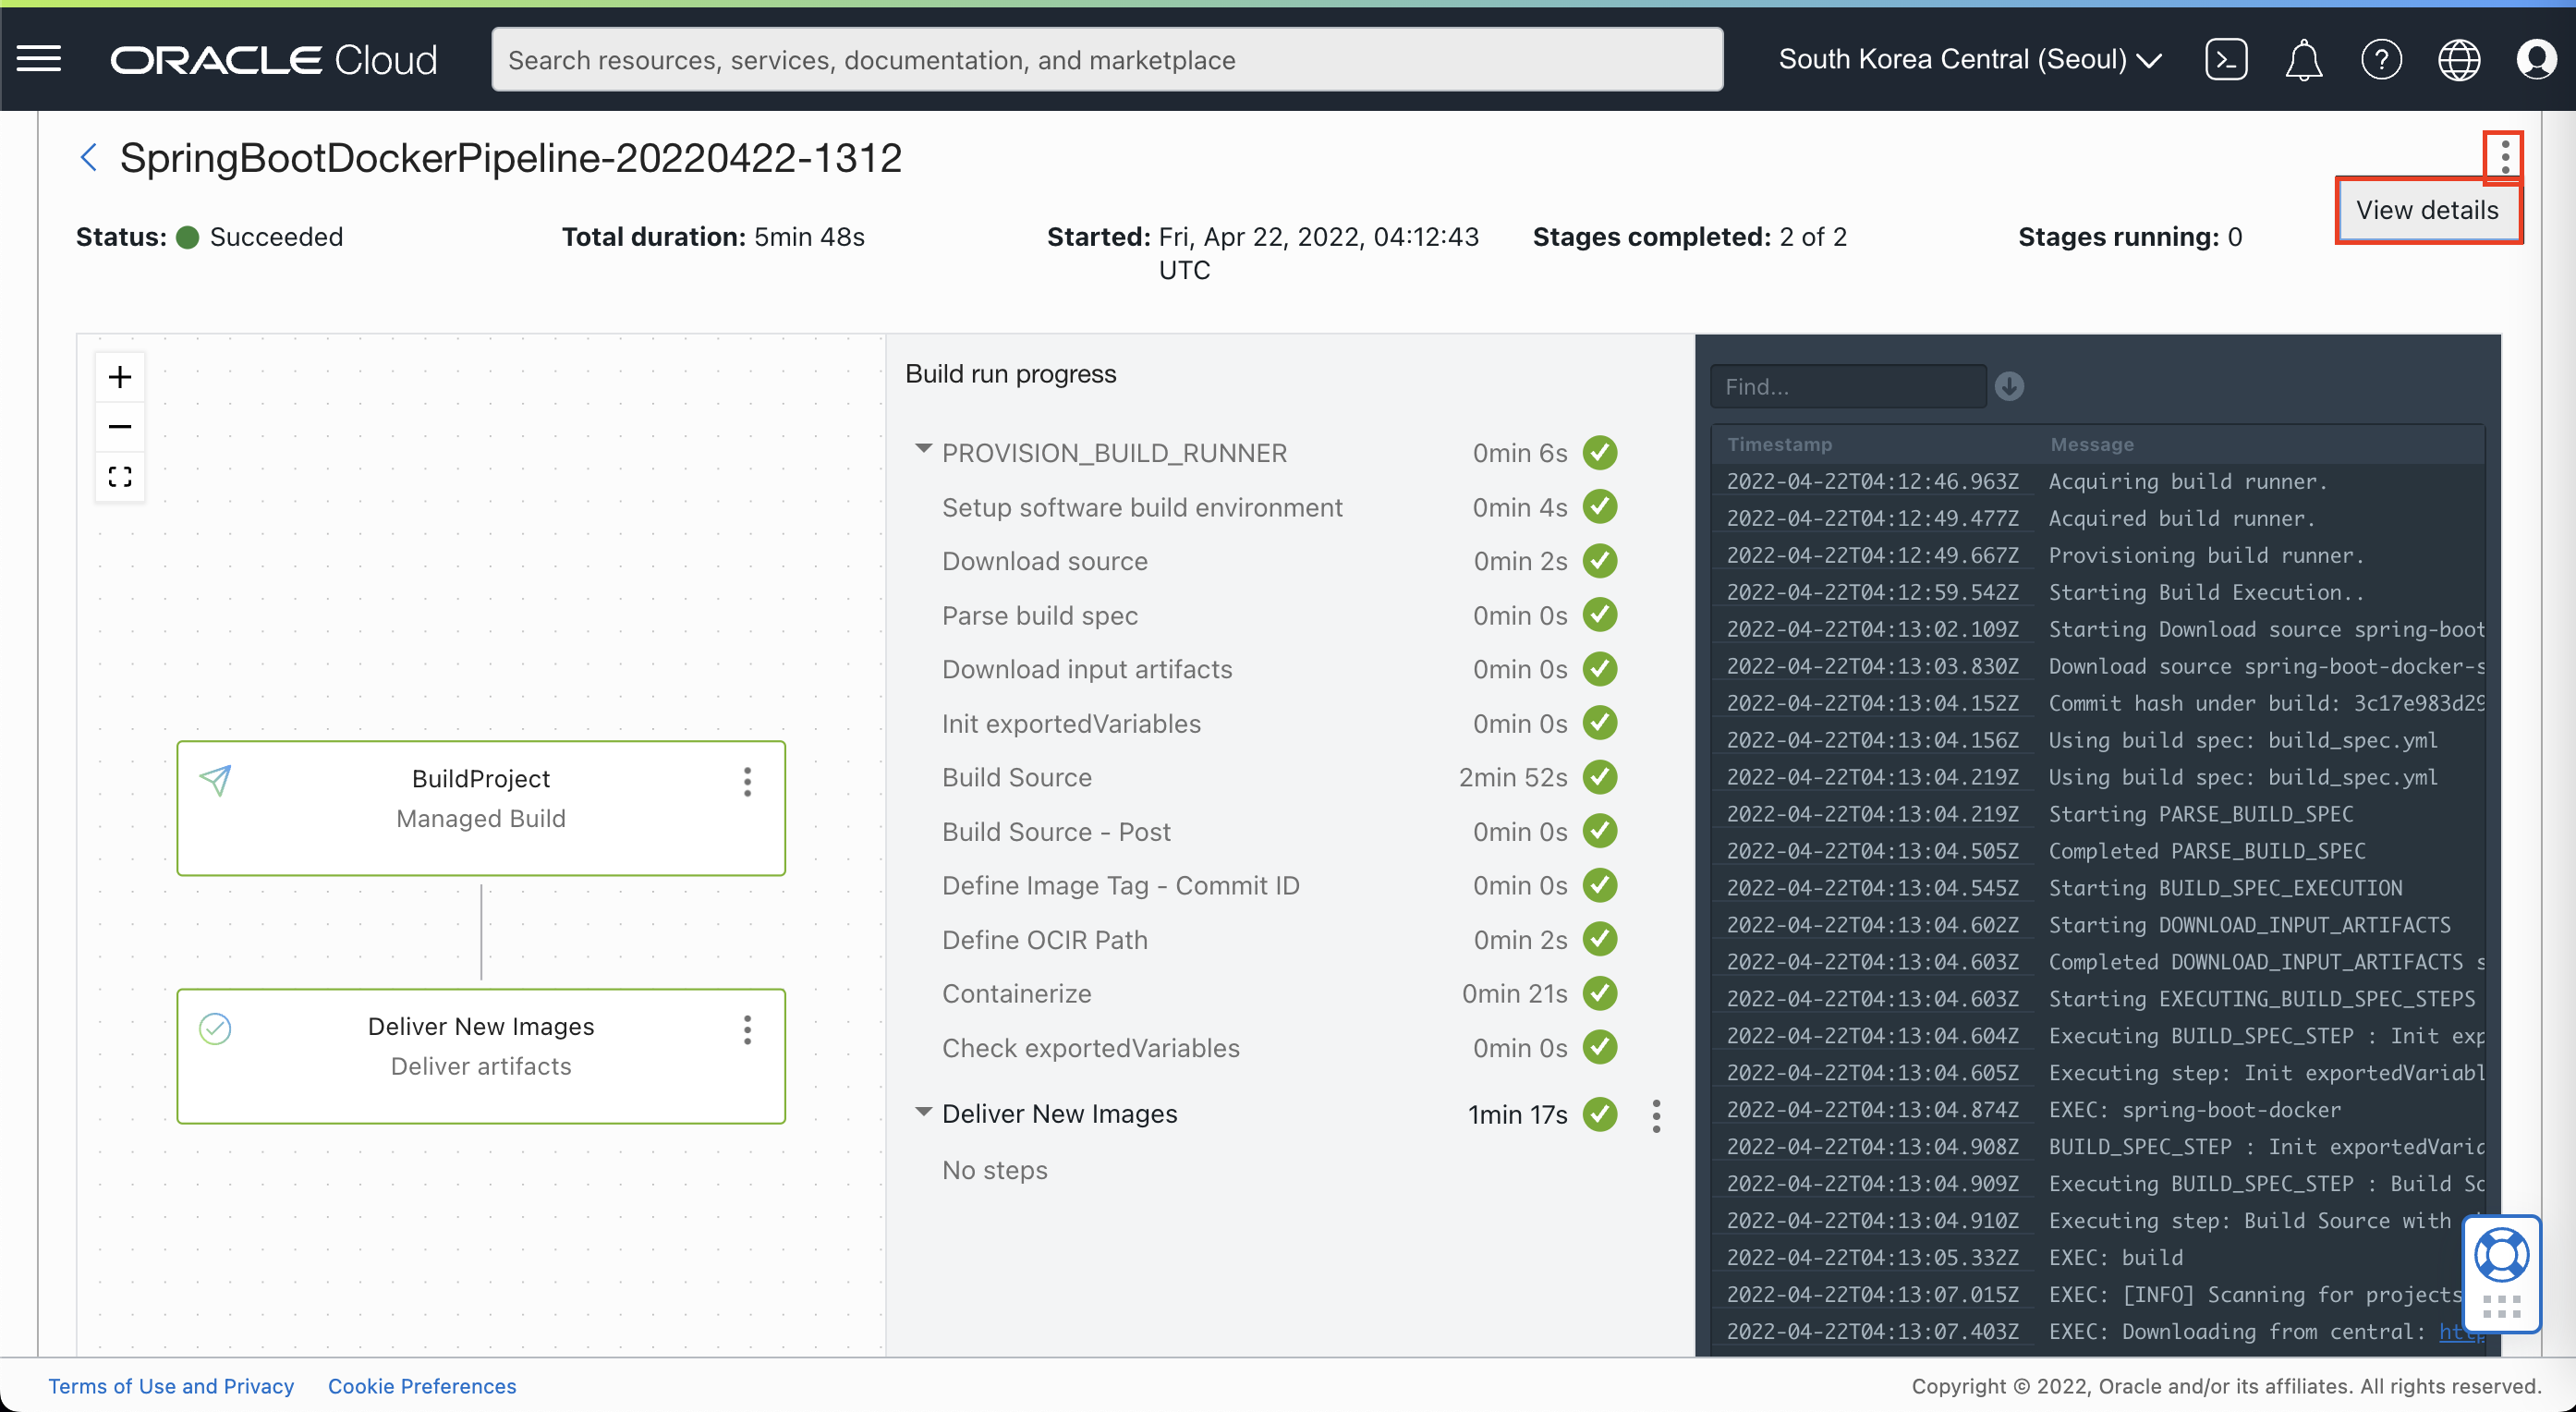 ORACLE Cloud
Search resources, services, documentation, and marketplace
South Korea Central (Seoul)
SpringBootDockerPipeline-20220422-1312
View details
Status: Succeeded
Total duration: 5min 48s
Started: Fri, Apr 22, 2022, 04:12:43
UTC
Stages completed: 2 of 2
Stages running: 0
BuildProject
Managed Build
Deliver New Images
Deliver artifacts
Build run progress
PROVISION_BUILD_RUNNER 0min 6s
Setup software build environment 0min 4s
Download source 0min 2s
Parse build spec 0min 0s
Download input artifacts 0min 0s
Init exportedVariables 0min 0s
Build Source 2min 52s
Build Source - Post 0min 0s
Define Image Tag - Commit ID 0min 0s
Define OCIR Path 0min 2s
Containerize 0min 21s
Check exportedVariables 0min 0s
Deliver New Images 1min 17s
No steps
Find...
Timestamp Message
2022-04-22T04:12:46.963Z Acquiring build runner.
2022-04-22T04:12:49.477Z Acquired build runner.
2022-04-22T04:12:49.667Z Provisioning build runner.
2022-04-22T04:12:59.542Z Starting Build Execution..
2022-04-22T04:13:02.109Z Starting Download source spring-boot
2022-04-22T04:13:03.830Z Download source spring-boot-docker-s
2022-04-22T04:13:04.152Z Commit hash under build: 3c17e983d29
2022-04-22T04:13:04.156Z Using build spec: build_spec.yml
2022-04-22T04:13:04.219Z Using build spec: build_spec.yml
2022-04-22T04:13:04.219Z Starting PARSE_BUILD_SPEC
2022-04-22T04:13:04.505Z Completed PARSE_BUILD_SPEC
2022-04-22T04:13:04.545Z Starting BUILD_SPEC_EXECUTION
2022-04-22T04:13:04.602Z Starting DOWNLOAD_INPUT_ARTIFACTS
2022-04-22T04:13:04.603Z Completed DOWNLOAD_INPUT_ARTIFACTS s
2022-04-22T04:13:04.603Z Starting EXECUTING_BUILD_SPEC_STEPS
2022-04-22T04:13:04.604Z Executing BUILD_SPEC_STEP : Init exp
2022-04-22T04:13:04.605Z Executing step: Init exportedVariabl
2022-04-22T04:13:04.874Z EXEC: spring-boot-docker
2022-04-22T04:13:04.908Z BUILD_SPEC_STEP : Init exportedVaria
2022-04-22T04:13:04.909Z Executing BUILD_SPEC_STEP : Build So
2022-04-22T04:13:04.910Z Executing step: Build Source with
2022-04-22T04:13:05.332Z EXEC: build
2022-04-22T04:13:07.015Z EXEC: [INFO] Scanning for projects
2022-04-22T04:13:07.403Z EXEC: Downloading from central: http
Terms of Use and Privacy
Cookie Preferences
Copyright © 2022, Oracle and/or its affiliates. All rights reserved.